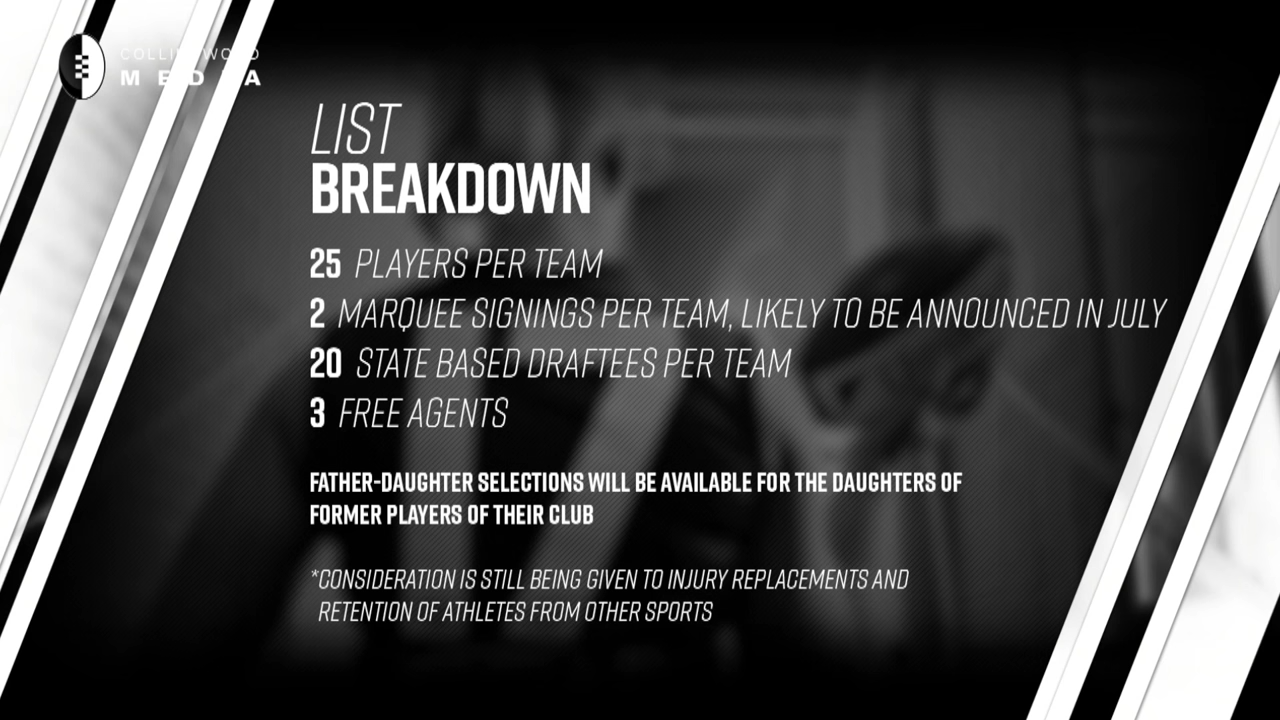 COLLINGWOOD
MEDIA
LIST
BREAKDOWN
25 PLAYERS PER TEAM
2 MARQUEE SIGNINGS PER TEAM, LIKELY TO BE ANNOUNCED IN JULY
20 STATE BASED DRAFTEES PER TEAM
3 FREE AGENTS
FATHER-DAUGHTER SELECTIONS WILL BE AVAILABLE FOR THE DAUGHTERS OF
FORMER PLAYERS OF THEIR CLUB
*CONSIDERATION IS STILL BEING GIVEN TO INJURY REPLACEMENTS AND
RETENTION OF ATHLETES FROM OTHER SPORTS